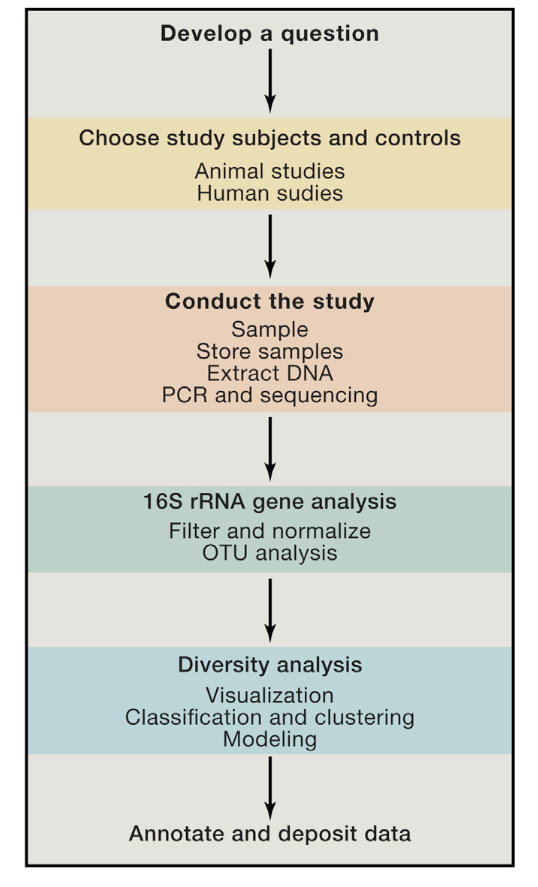 Develop a question
Choose study subjects and controls
Animal studies
Human sudies
Conduct the study
Sample
Store samples
Extract DNA
PCR and sequencing
16S rRNA gene analysis
Filter and normalize
OTU analysis
Diversity analysis
Visualization
Classification and clustering
Modeling
Annotate and deposit data